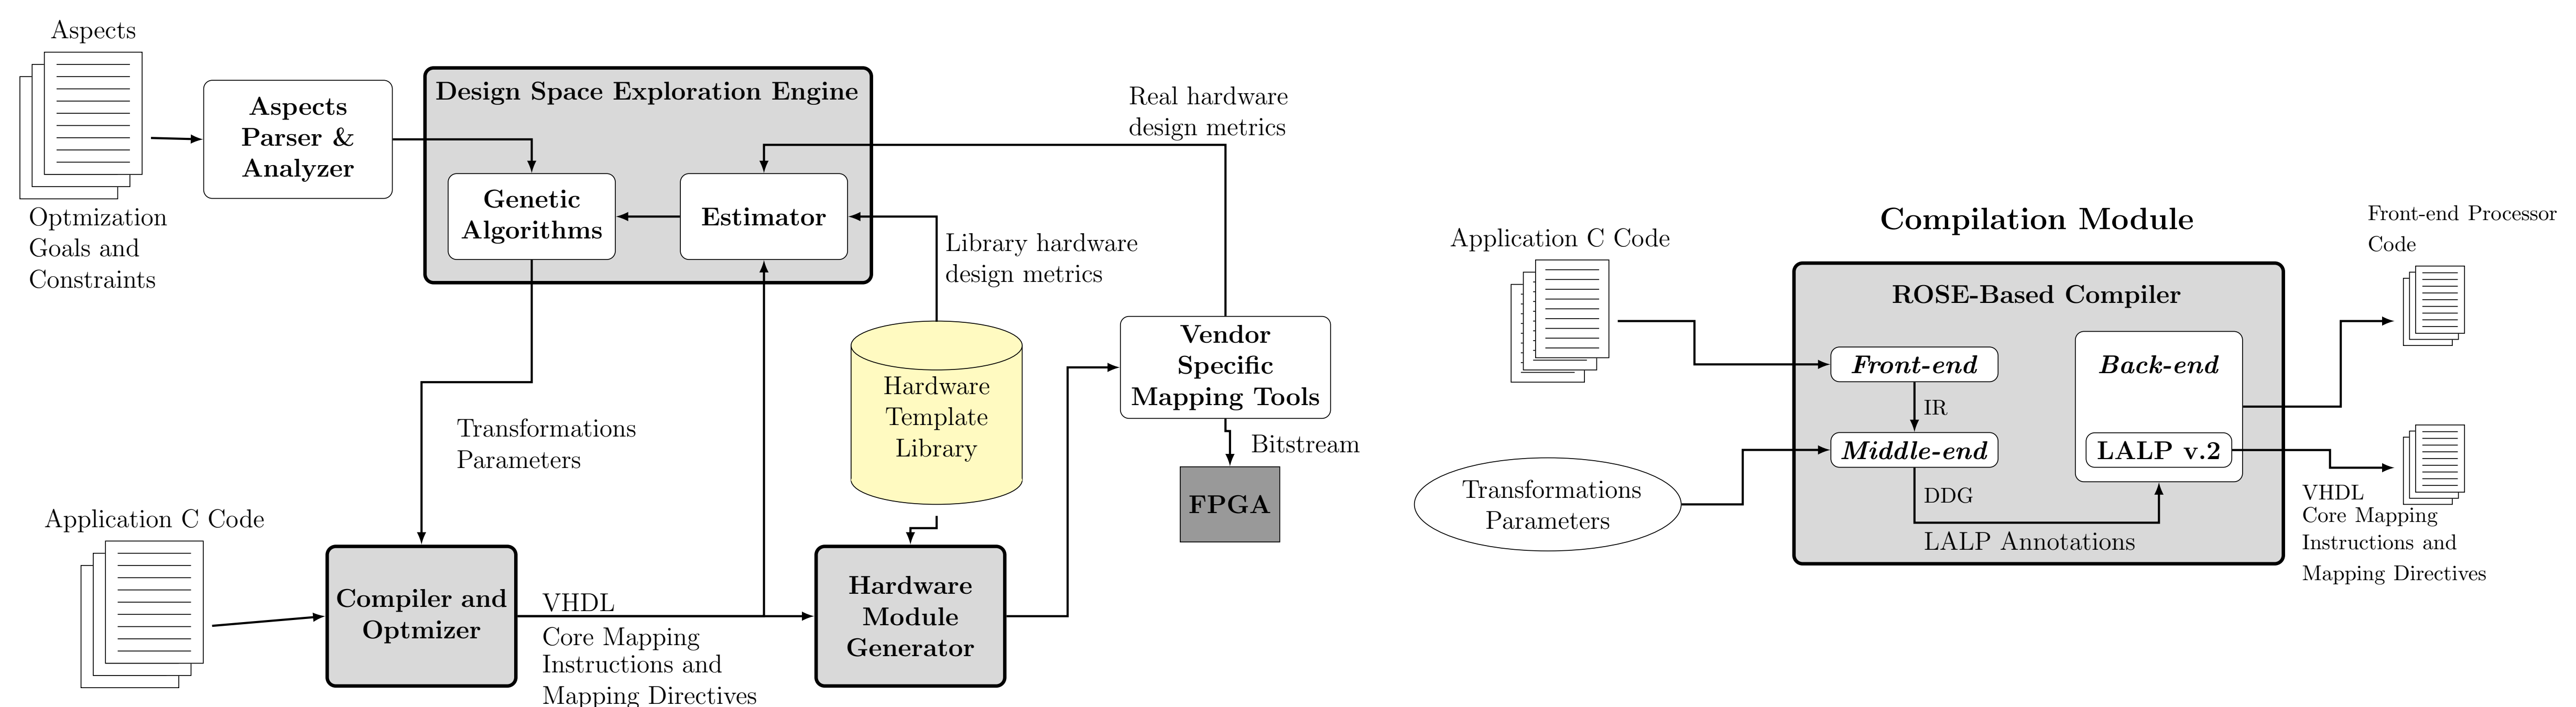 Aspects
Optmization
Goals and
Constraints
Aspects
Parser &
Analyzer
Design Space Exploration Engine
Genetic
Algorithms
Estimator
Real hardware
design metrics
Library hardware
design metrics
Hardware
Template
Library
Vendor
Specific
Mapping Tools
Bitstream
FPGA
Transformations
Parameters
Application C Code
Compiler and
Optmizer
VHDL
Core Mapping
Instructions and
Mapping Directives
Hardware
Module
Generator
Compilation Module
Application C Code
Transformations
Parameters
ROSE-Based Compiler
Front-end
IR
Middle-end
DDG
LALP Annotations
Back-end
LALP v.2
Front-end Processor
Code
VHDL
Core Mapping
Instructions and
Mapping Directives